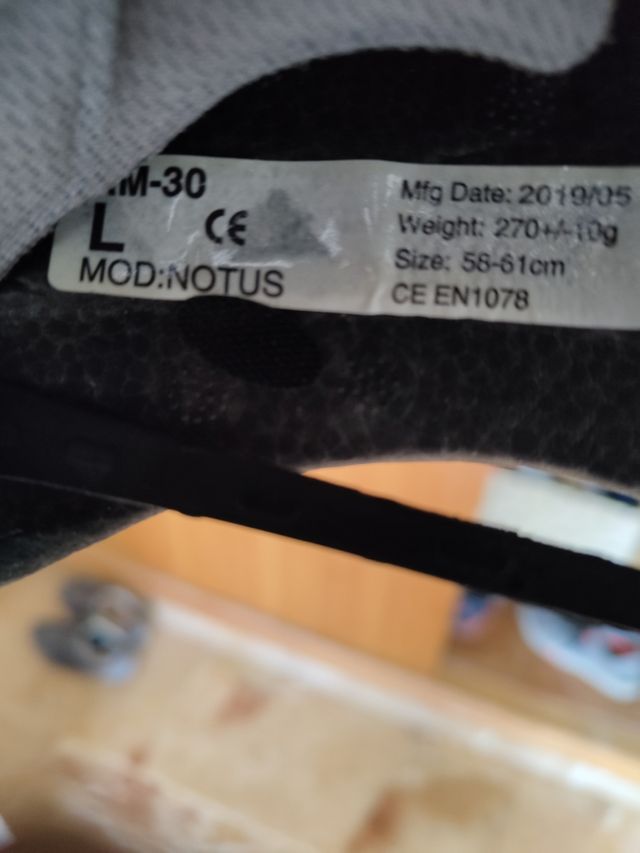 M-30
L CE
MOD:NOTUS
Mfg Date: 2019/05
Weight: 270+/-10g
Size: 58-61cm
CE EN1078